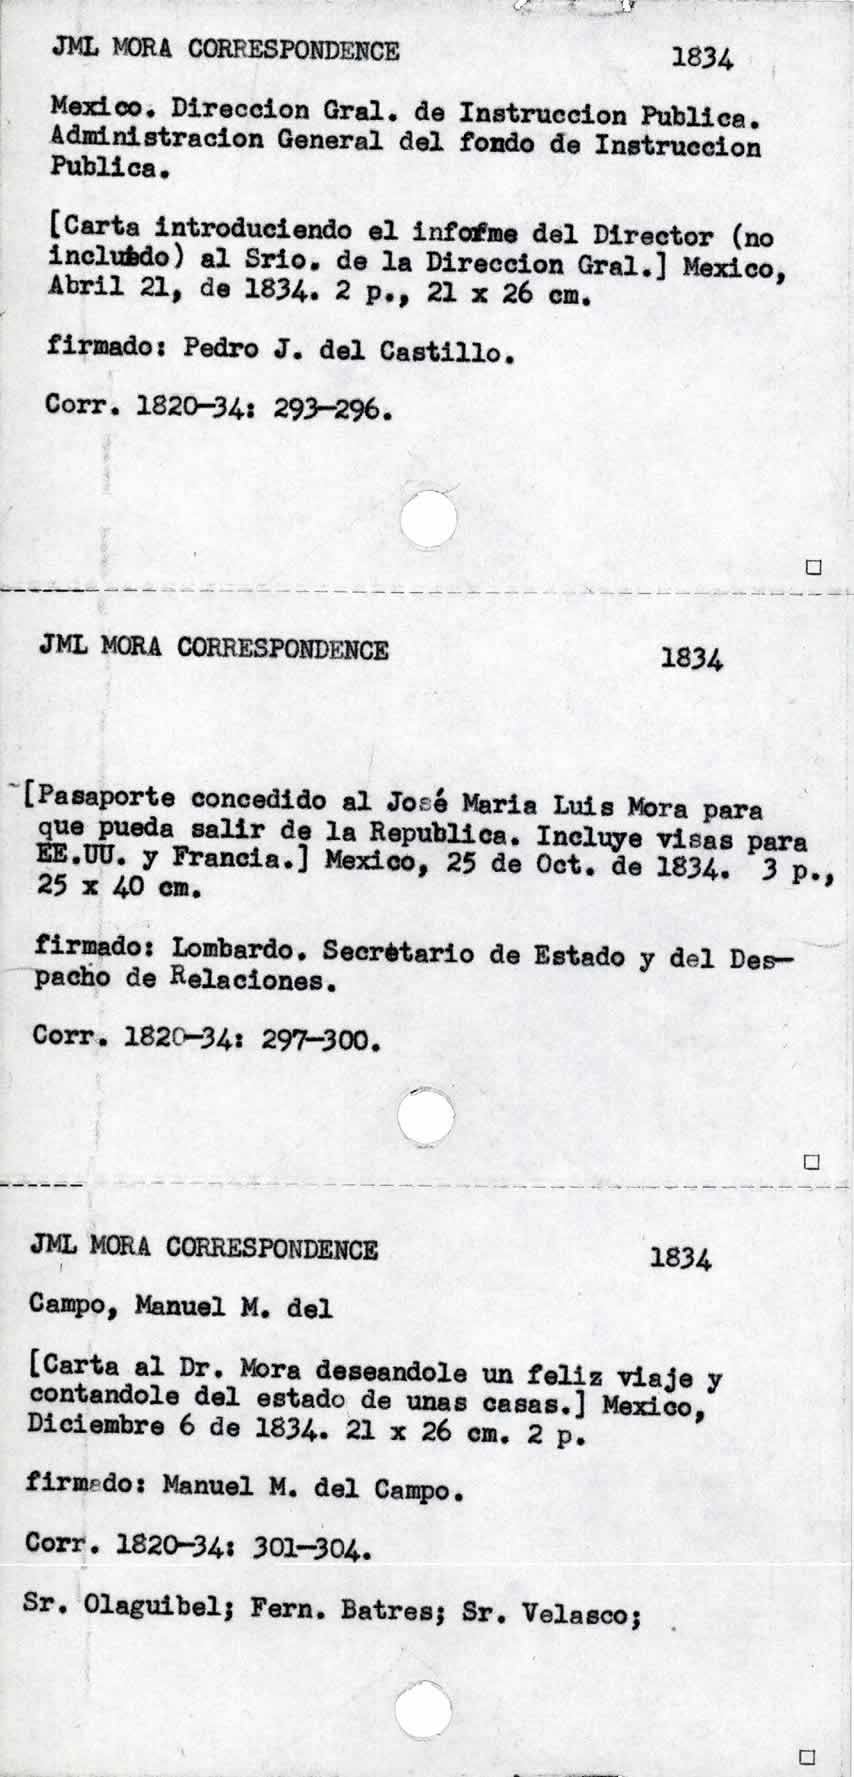 JML MORA CORRESPONDENCE 1834
Mexico. Direccion Gral. de Instruccion Publica.
Administracion General del fondo de Instruccion
Publica.
[Carta introduciendo el informe del Director (no
incluido) al Srio. de la Direccion Gral.] Mexico,
Abril 21, de 1834. 2 p., 21 x 26 cm.
firmado: Pedro J. del Castillo.
Corr. 1820-34: 293-296.
JML MORA CORRESPONDENCE 1834
[Pasaporte concedido al José Maria Luis Mora para
que pueda salir de la Republica. Incluye visas para
EE.UU. y Francia.] Mexico, 25 de Oct. de 1834. 3 p.,
25 x 40 cm.
firmado: Lombardo. Secretario de Estado y del Des-
pacho de Relaciones.
Corr. 1820-34: 297-300.
JML MORA CORRESPONDENCE 1834
Campo, Manuel M. del
[Carta al Dr. Mora deseandole un feliz viaje y
contandole del estado de unas casas.] Mexico,
Diciembre 6 de 1834. 21 x 26 cm. 2 p.
firmado: Manuel M. del Campo.
Corr. 1820-34: 301-304.
Sr. Olaguibel; Fern. Batres; Sr. Velasco;